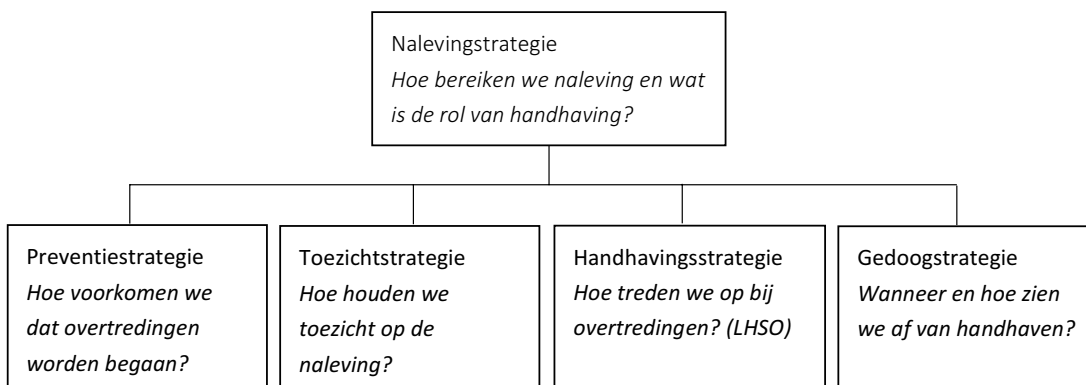 Nalevingstrategie
Hoe bereiken we naleving en wat
is de rol van handhaving?
Preventiestrategie
Hoe voorkomen we
dat overtredingen
worden begaan?
Toezichtstrategie
Hoe houden we
toezicht op de
naleving?
Handhavingsstrategie
Hoe treden we op bij
overtredingen? (LHSO)
Gedoogstrategie
Wanneer en hoe zien
we af van handhaven?